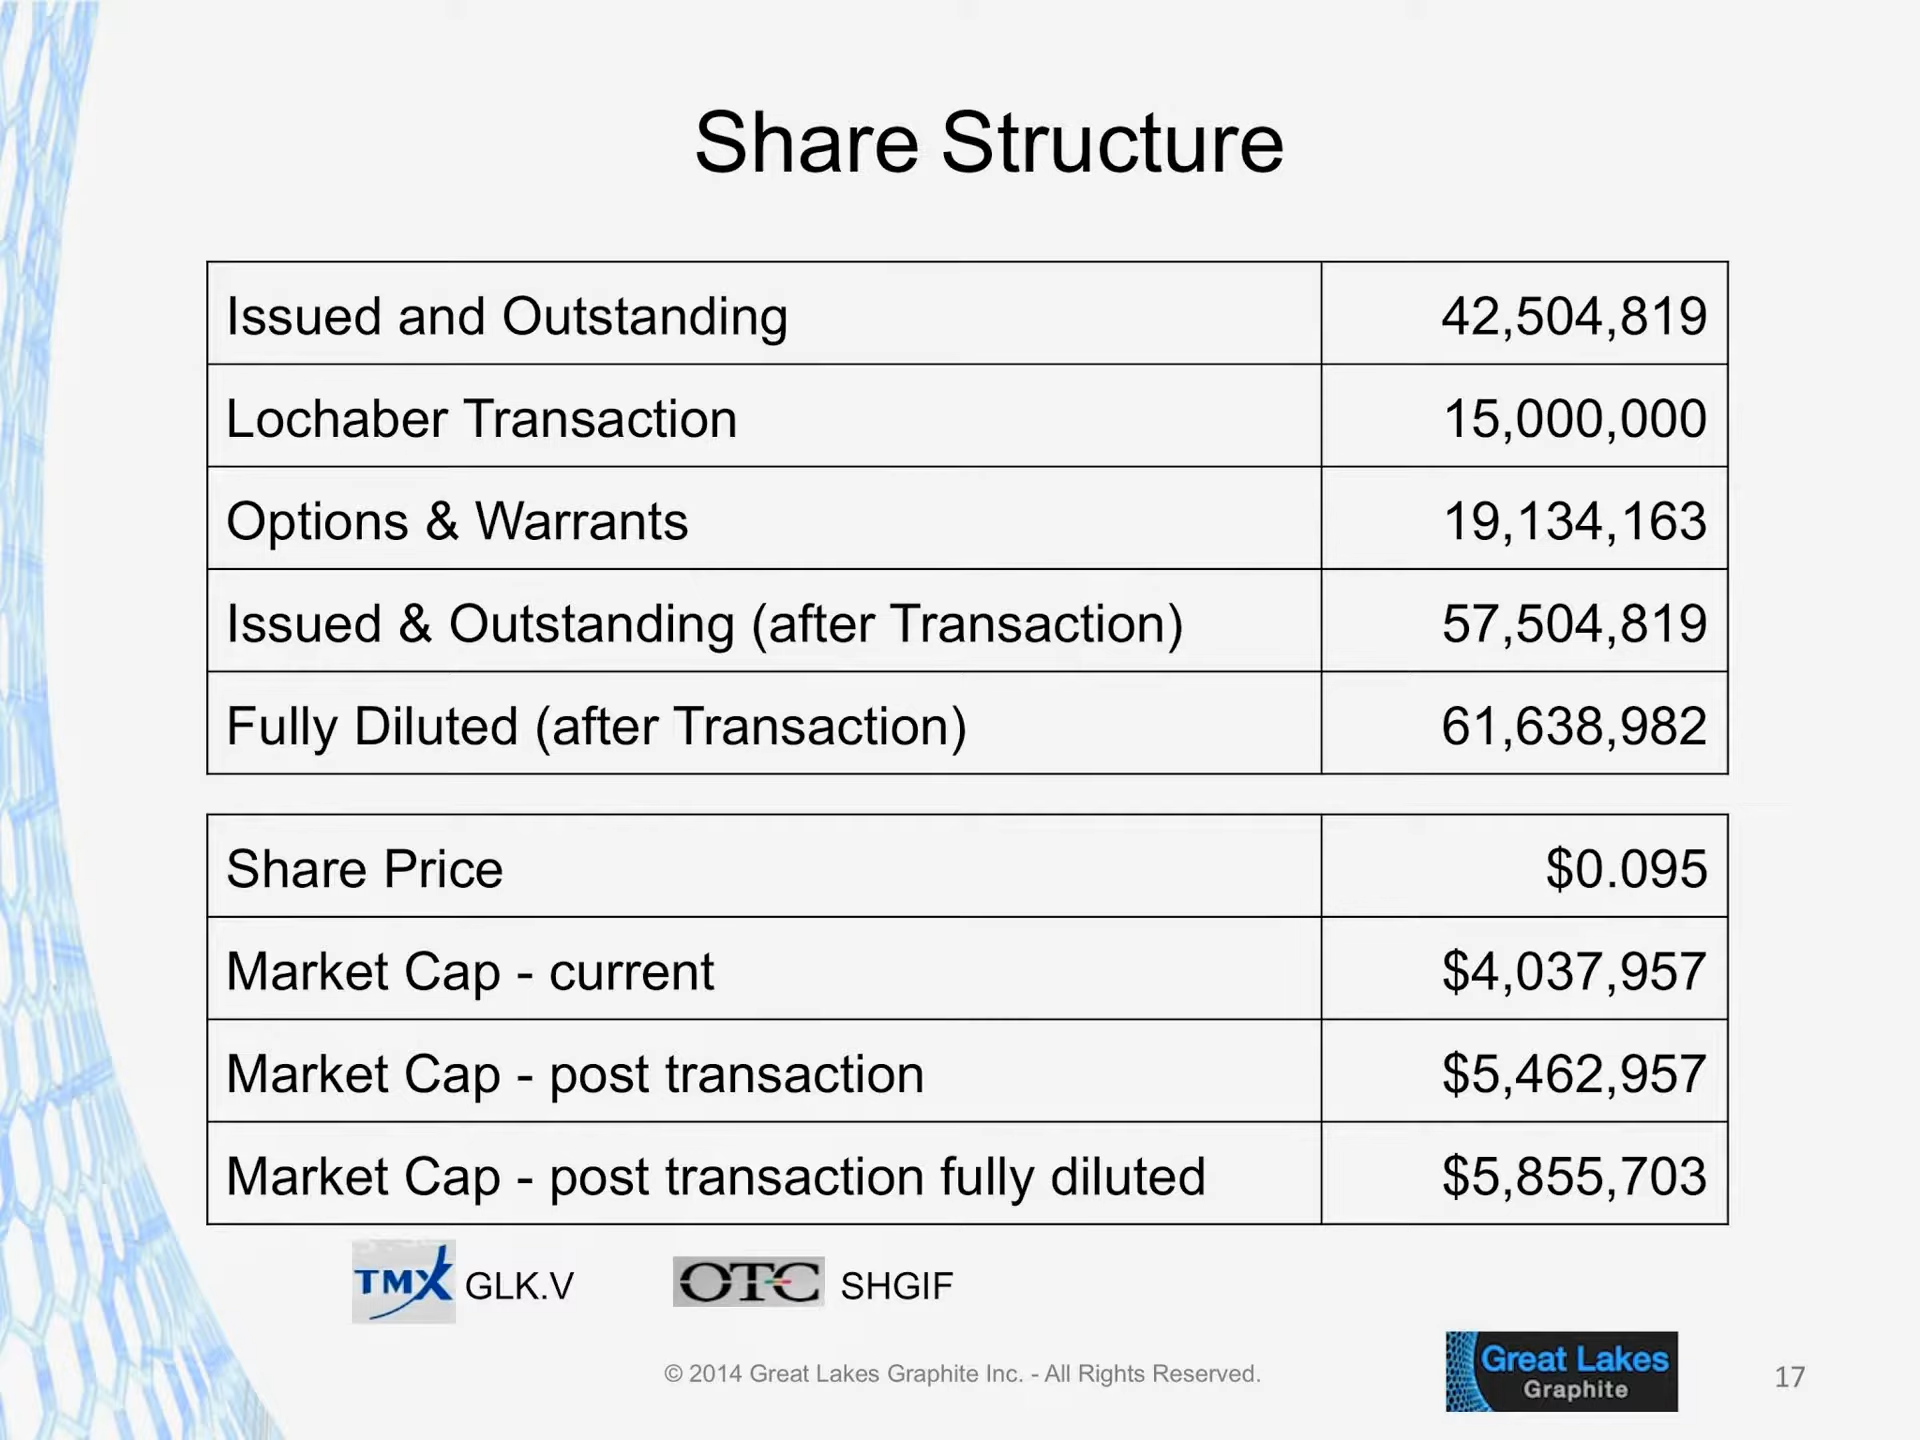 Share Structure
Issued and Outstanding 42,504,819
Lochaber Transaction 15,000,000
Options & Warrants 19,134,163
Issued & Outstanding (after Transaction) 57,504,819
Fully Diluted (after Transaction) 61,638,982
Share Price $0.095
Market Cap - current $4,037,957
Market Cap - post transaction $5,462,957
Market Cap - post transaction fully diluted $5,855,703
TMX GLK.V OTC SHGIF
© 2014 Great Lakes Graphite Inc. - All Rights Reserved.
Great Lakes
Graphite
17